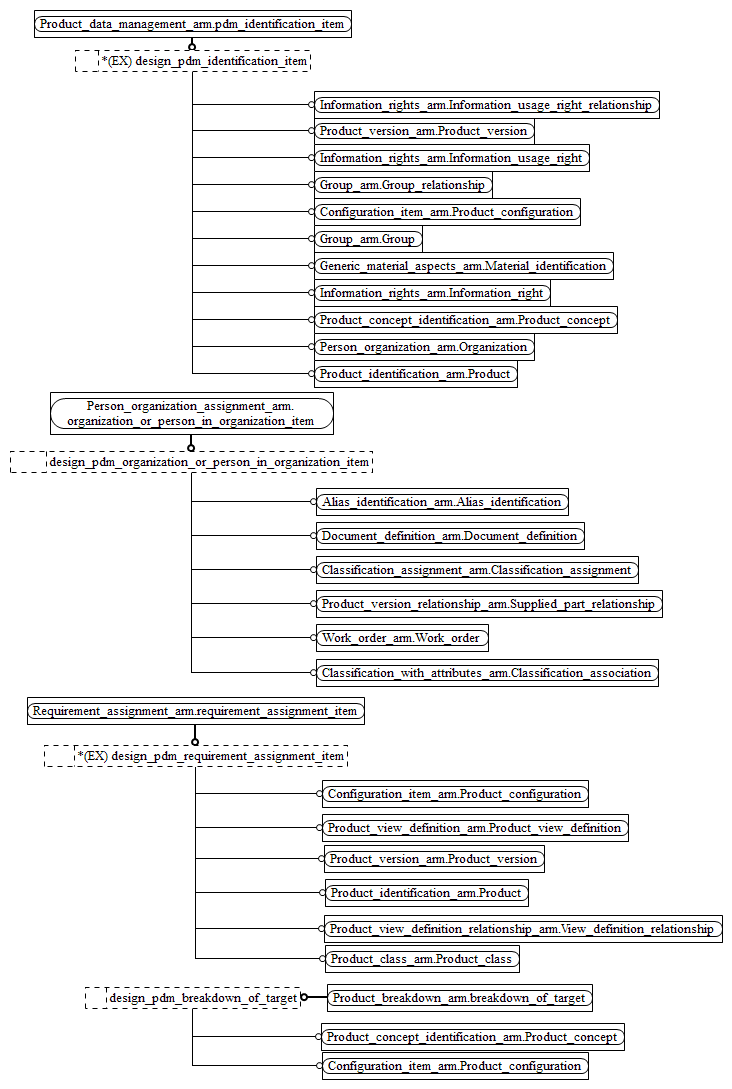 Product_data_management_arm.pdm_identification_item
*(EX) design_pdm_identification_item
Information_rights_arm.Information_usage_right_relationship
Product_version_arm.Product_version
Information_rights_arm.Information_usage_right
Group_arm.Group_relationship
Configuration_item_arm.Product_configuration
Group_arm.Group
Generic_material_aspects_arm.Material_identification
Information_rights_arm.Information_right
Product_concept_identification_arm.Product_concept
Person_organization_arm.Organization
Product_identification_arm.Product
Person_organization_assignment_arm.
organization_or_person_in_organization_item
design_pdm_organization_or_person_in_organization_item
Alias_identification_arm.Alias_identification
Document_definition_arm.Document_definition
Classification_assignment_arm.Classification_assignment
Product_version_relationship_arm.Supplied_part_relationship
Work_order_arm.Work_order
Classification_with_attributes_arm.Classification_association
Requirement_assignment_arm.requirement_assignment_item
*(EX) design_pdm_requirement_assignment_item
Configuration_item_arm.Product_configuration
Product_view_definition_arm.Product_view_definition
Product_version_arm.Product_version
Product_identification_arm.Product
Product_view_definition_relationship_arm.View_definition_relationship
Product_class_arm.Product_class
design_pdm_breakdown_of_target
Product_breakdown_arm.breakdown_of_target
Product_concept_identification_arm.Product_concept
Configuration_item_arm.Product_configuration